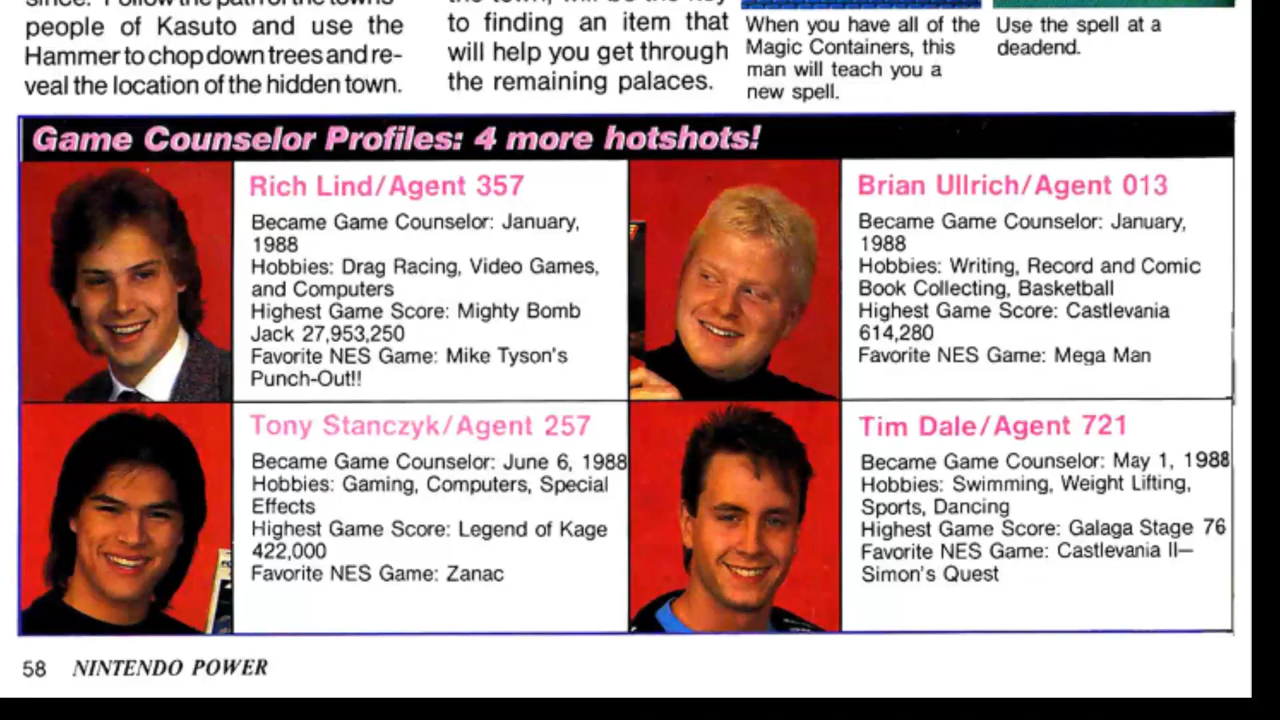 people of Kasuto and use the
Hammer to chop down trees and re-
veal the location of the hidden town.
to finding an item that
will help you get through
the remaining palaces.
When you have all of the
Magic Containers, this
man will teach you a
new spell.
Use the spell at a
deadend.
Game Counselor Profiles: 4 more hotshots!
Rich Lind/Agent 357
Became Game Counselor: January,
1988
Hobbies: Drag Racing, Video Games,
and Computers
Highest Game Score: Mighty Bomb
Jack 27,953,250
Favorite NES Game: Mike Tyson's
Punch-Out!!
Brian Ullrich/Agent 013
Became Game Counselor: January,
1988
Hobbies: Writing, Record and Comic
Book Collecting, Basketball
Highest Game Score: Castlevania
614,280
Favorite NES Game: Mega Man
Tony Stanczyk/Agent 257
Became Game Counselor: June 6, 1988
Hobbies: Gaming, Computers, Special
Effects
Highest Game Score: Legend of Kage
422,000
Favorite NES Game: Zanac
Tim Dale/Agent 721
Became Game Counselor: May 1, 1988
Hobbies: Swimming, Weight Lifting,
Sports, Dancing
Highest Game Score: Galaga Stage 76
Favorite NES Game: Castlevania II—
Simon's Quest
58 NINTENDO POWER